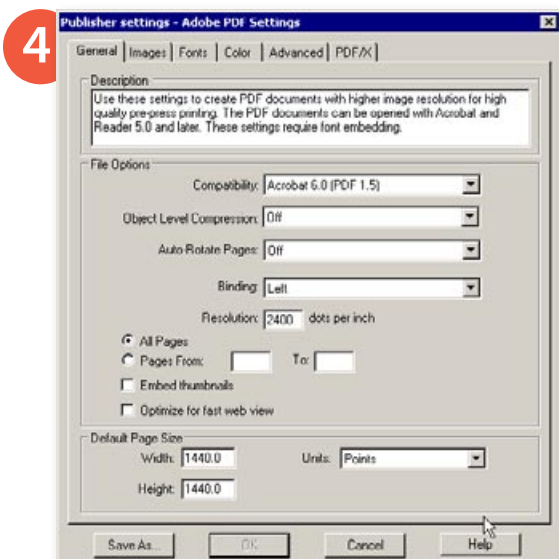 4
Publisher settings - Adobe PDF Settings
General Images Fonts Color Advanced PDF/X
Description
Use these settings to create PDF documents with higher image resolution for high
quality pre-press printing. The PDF documents can be opened with Acrobat and
Reader 5.0 and later. These settings require font embedding.
File Options
Compatibility: Acrobat 6.0 (PDF 1.5)
Object Level Compression: Off
Auto-Rotate Pages: Off
Binding: Left
Resolution: 2400 dots per inch
All Pages
Pages From: To:
Embed thumbnails
Optimize for fast web view
Default Page Size
Width: 1440.0 Units: Points
Height: 1440.0
Save As... OK Cancel Help